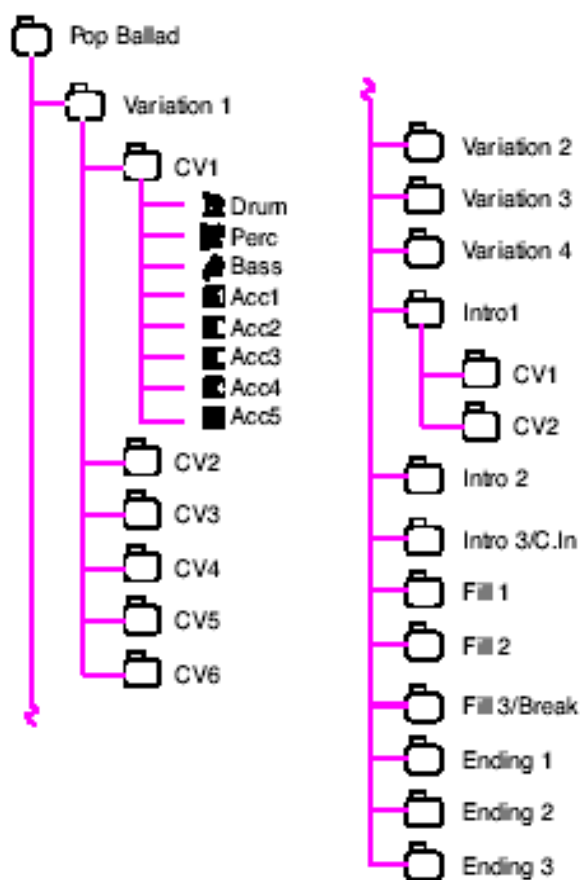 Pop Ballad
Variation 1
CV1
Drum
Perc
Bass
Acc1
Acc2
Acc3
Acc4
Acc5
CV2
CV3
CV4
CV5
CV6
Variation 2
Variation 3
Variation 4
Intro1
CV1
CV2
Intro 2
Intro 3/C.In
Fill 1
Fill 2
Fill 3/Break
Ending 1
Ending 2
Ending 3